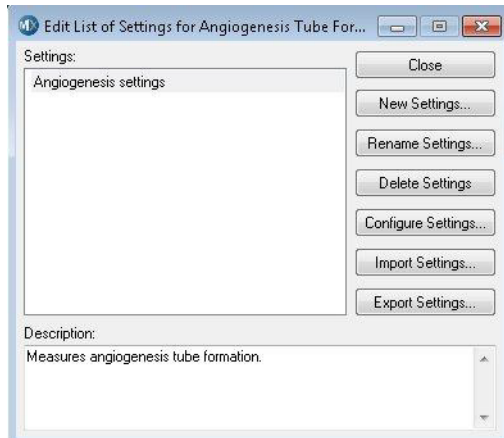 MX Edit List of Settings for Angiogenesis Tube For...
Settings:
Angiogenesis settings
Close
New Settings...
Rename Settings...
Delete Settings
Configure Settings...
Import Settings...
Export Settings...
Description:
Measures angiogenesis tube formation.